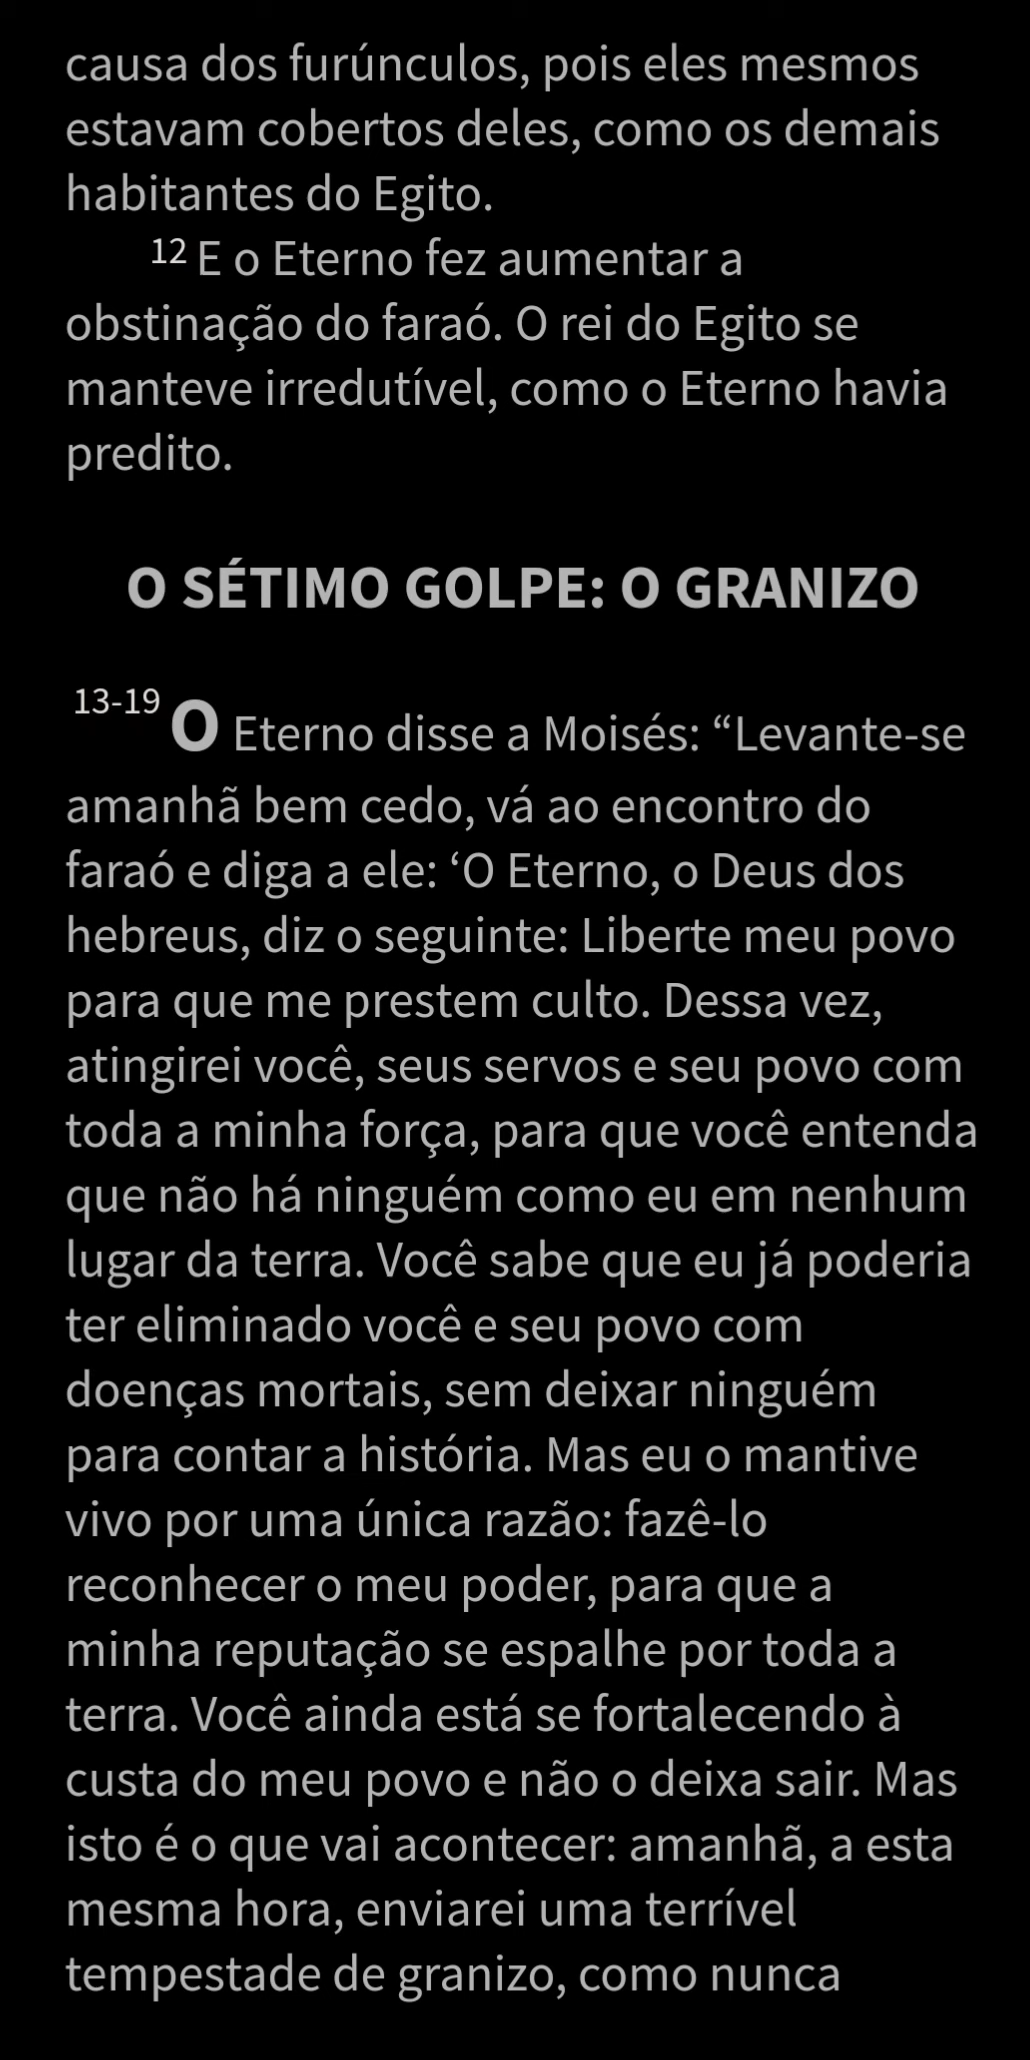 causa dos furúnculos, pois eles mesmos
estavam cobertos deles, como os demais
habitantes do Egito.
12 E o Eterno fez aumentar a
obstinação do faraó. O rei do Egito se
manteve irredutível, como o Eterno havia
predito.
O SÉTIMO GOLPE: O GRANIZO
13-19 O Eterno disse a Moisés: “Levante-se
amanhã bem cedo, vá ao encontro do
faraó e diga a ele: ‘O Eterno, o Deus dos
hebreus, diz o seguinte: Liberte meu povo
para que me prestem culto. Dessa vez,
atingirei você, seus servos e seu povo com
toda a minha força, para que você entenda
que não há ninguém como eu em nenhum
lugar da terra. Você sabe que eu já poderia
ter eliminado você e seu povo com
doenças mortais, sem deixar ninguém
para contar a história. Mas eu o mantive
vivo por uma única razão: fazê-lo
reconhecer o meu poder, para que a
minha reputação se espalhe por toda a
terra. Você ainda está se fortalecendo à
custa do meu povo e não o deixa sair. Mas
isto é o que vai acontecer: amanhã, a esta
mesma hora, enviarei uma terrível
tempestade de granizo, como nunca